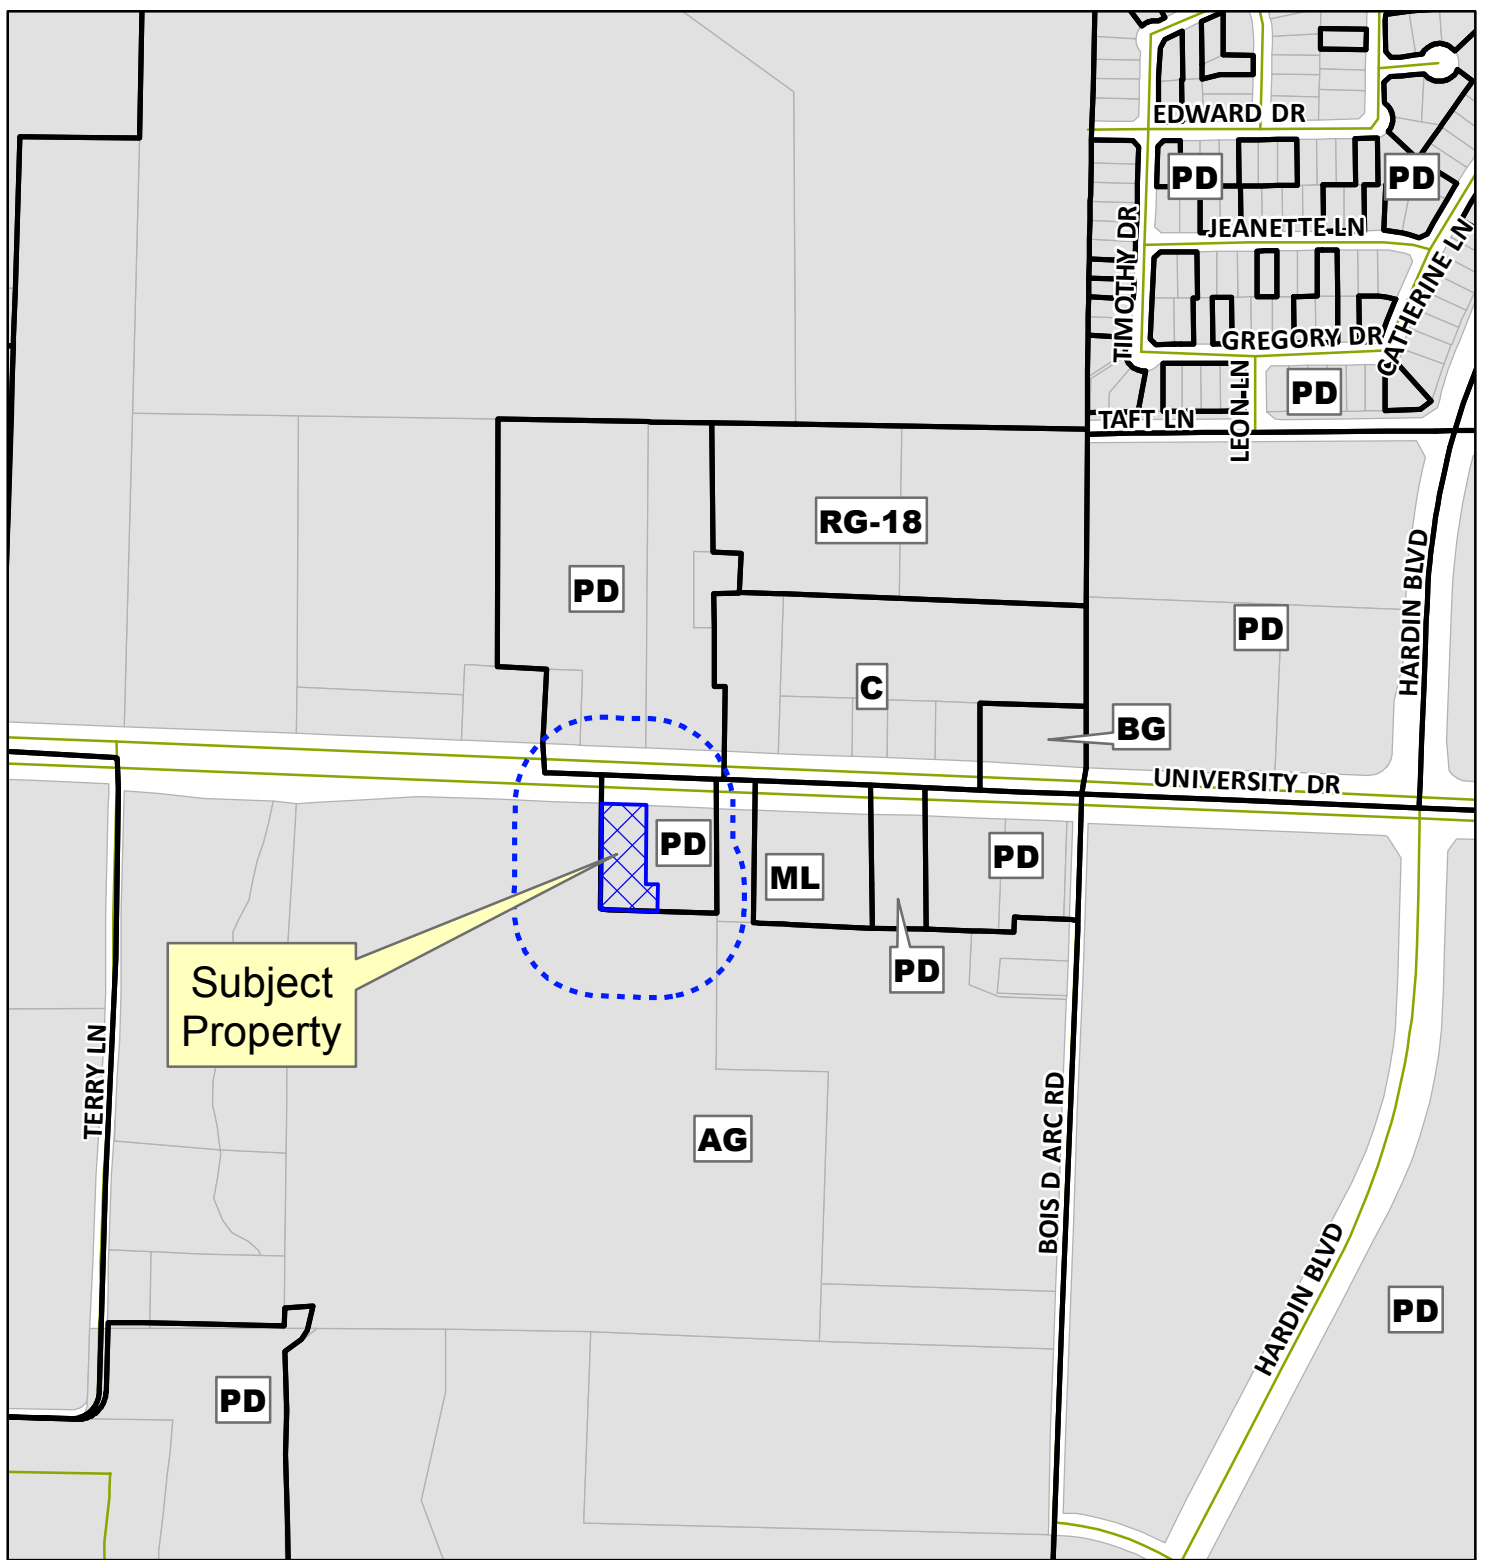 EDWARD DR
PD
PD
TIMOTHY DR
JEANETTE LN
CATHERINE LN
GREGORY DR
PD
LEON LN
TAFT LN
RG-18
HARDIN BLVD
PD
PD
C
BG
UNIVERSITY DR
PD
ML
PD
PD
Subject
Property
TERRY LN
AG
BOIS D ARC RD
HARDIN BLVD
PD
PD